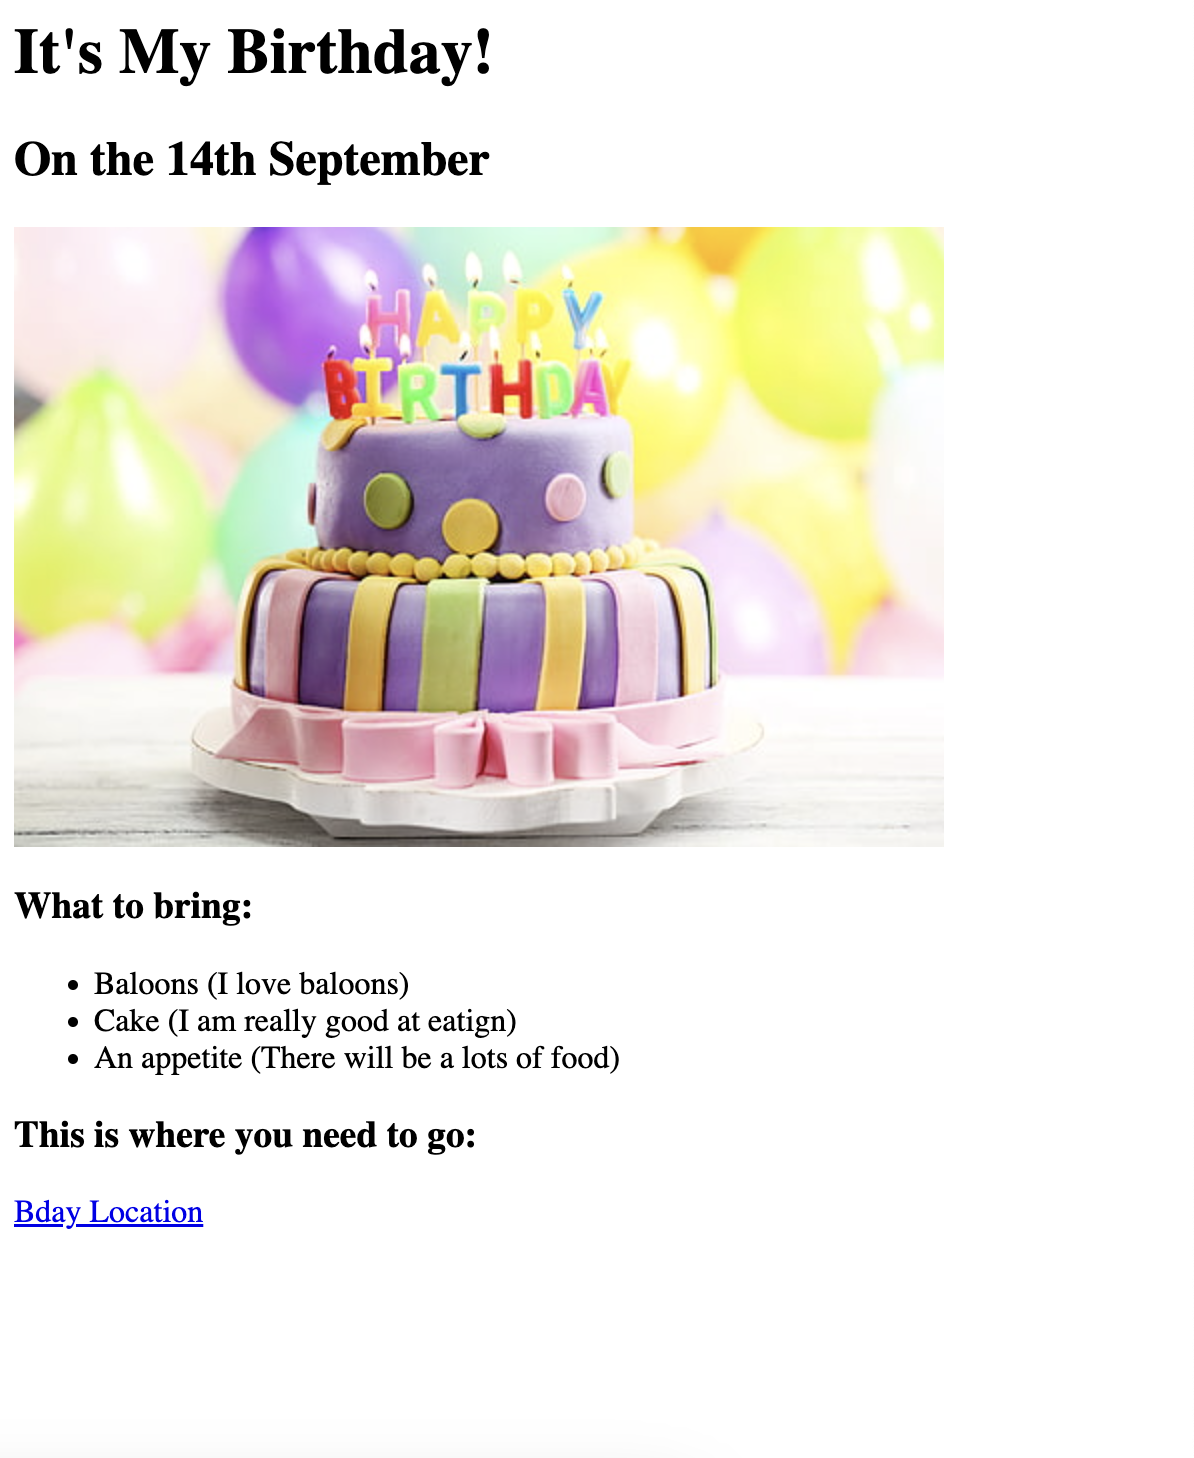 It's My Birthday!
On the 14th September
HAPPY
BIRTHDAY
What to bring:
• Baloons (I love baloons)
• Cake (I am really good at eatign)
• An appetite (There will be a lots of food)
This is where you need to go:
Bday Location